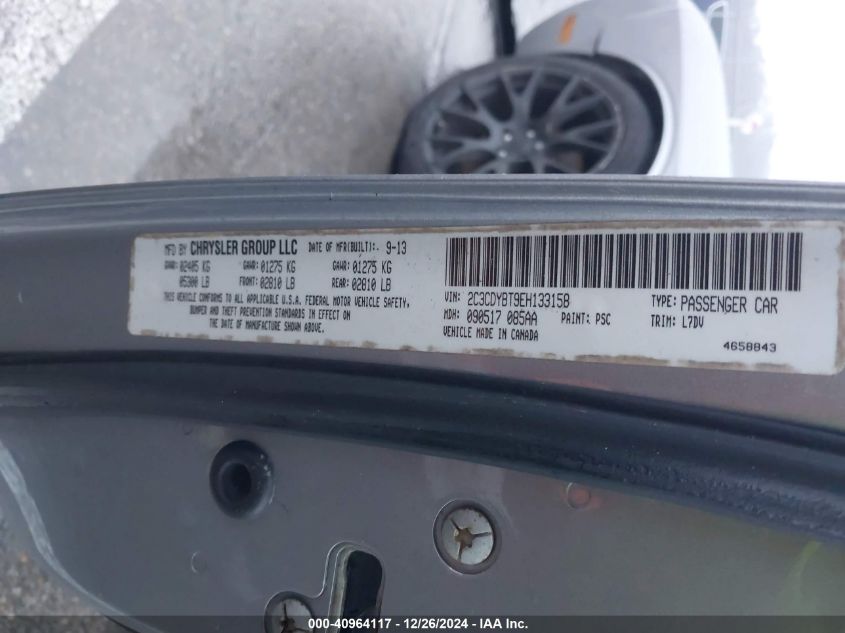 MFD BY CHRYSLER GROUP LLC DATE OF MFR(BUILT):- 9-13
GVWR: 02405 KG GAWR: 01275 KG GAWR: 01275 KG
05300 LB FRONT: 02810 LB REAR: 02810 LB
THIS VEHICLE CONFORMS TO ALL APPLICABLE U.S.A. FEDERAL MOTOR VEHICLE SAFETY,
BUMPER AND THEFT PREVENTION STANDARDS IN EFFECT ON
THE DATE OF MANUFACTURE SHOWN ABOVE.
VIN: 2C3CDYBT9EH133158 TYPE: PASSENGER CAR
MDH: 090517 085AA PAINT: PSC TRIM: L7DV
VEHICLE MADE IN CANADA
4658843
000-40964117 - 12/26/2024 - IAA Inc.